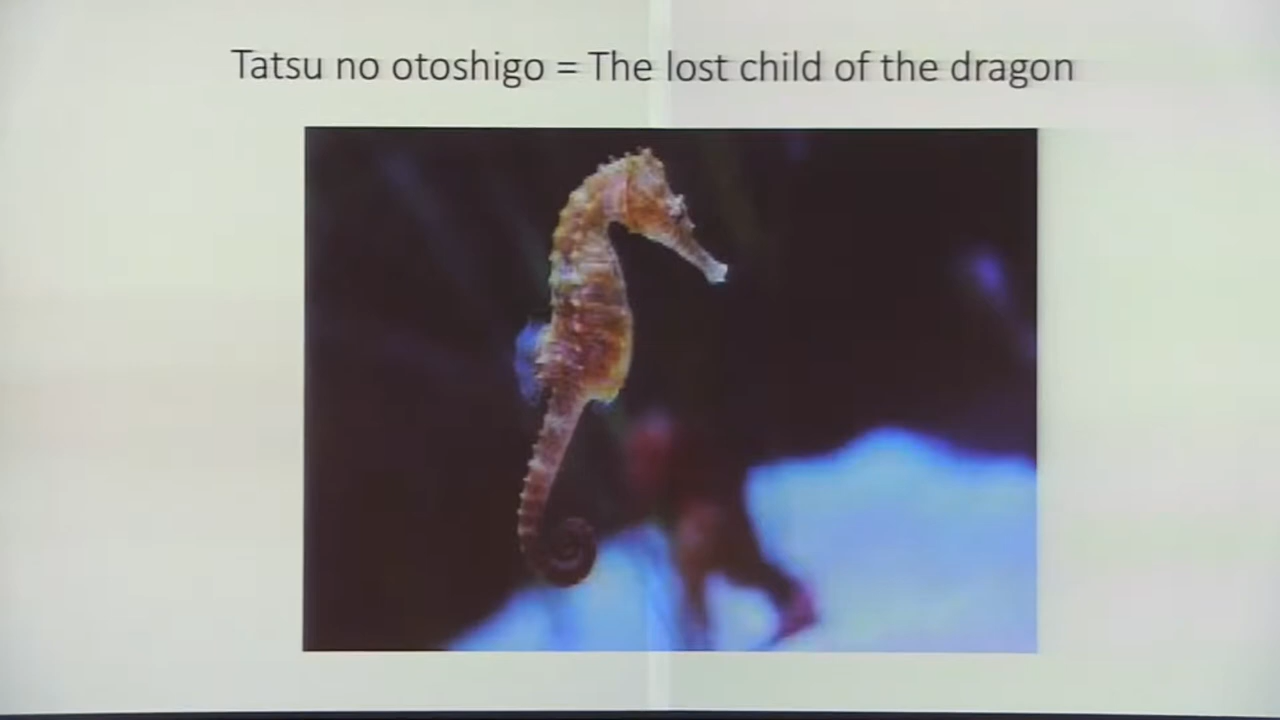 Tatsu no otoshigo = The lost child of the dragon